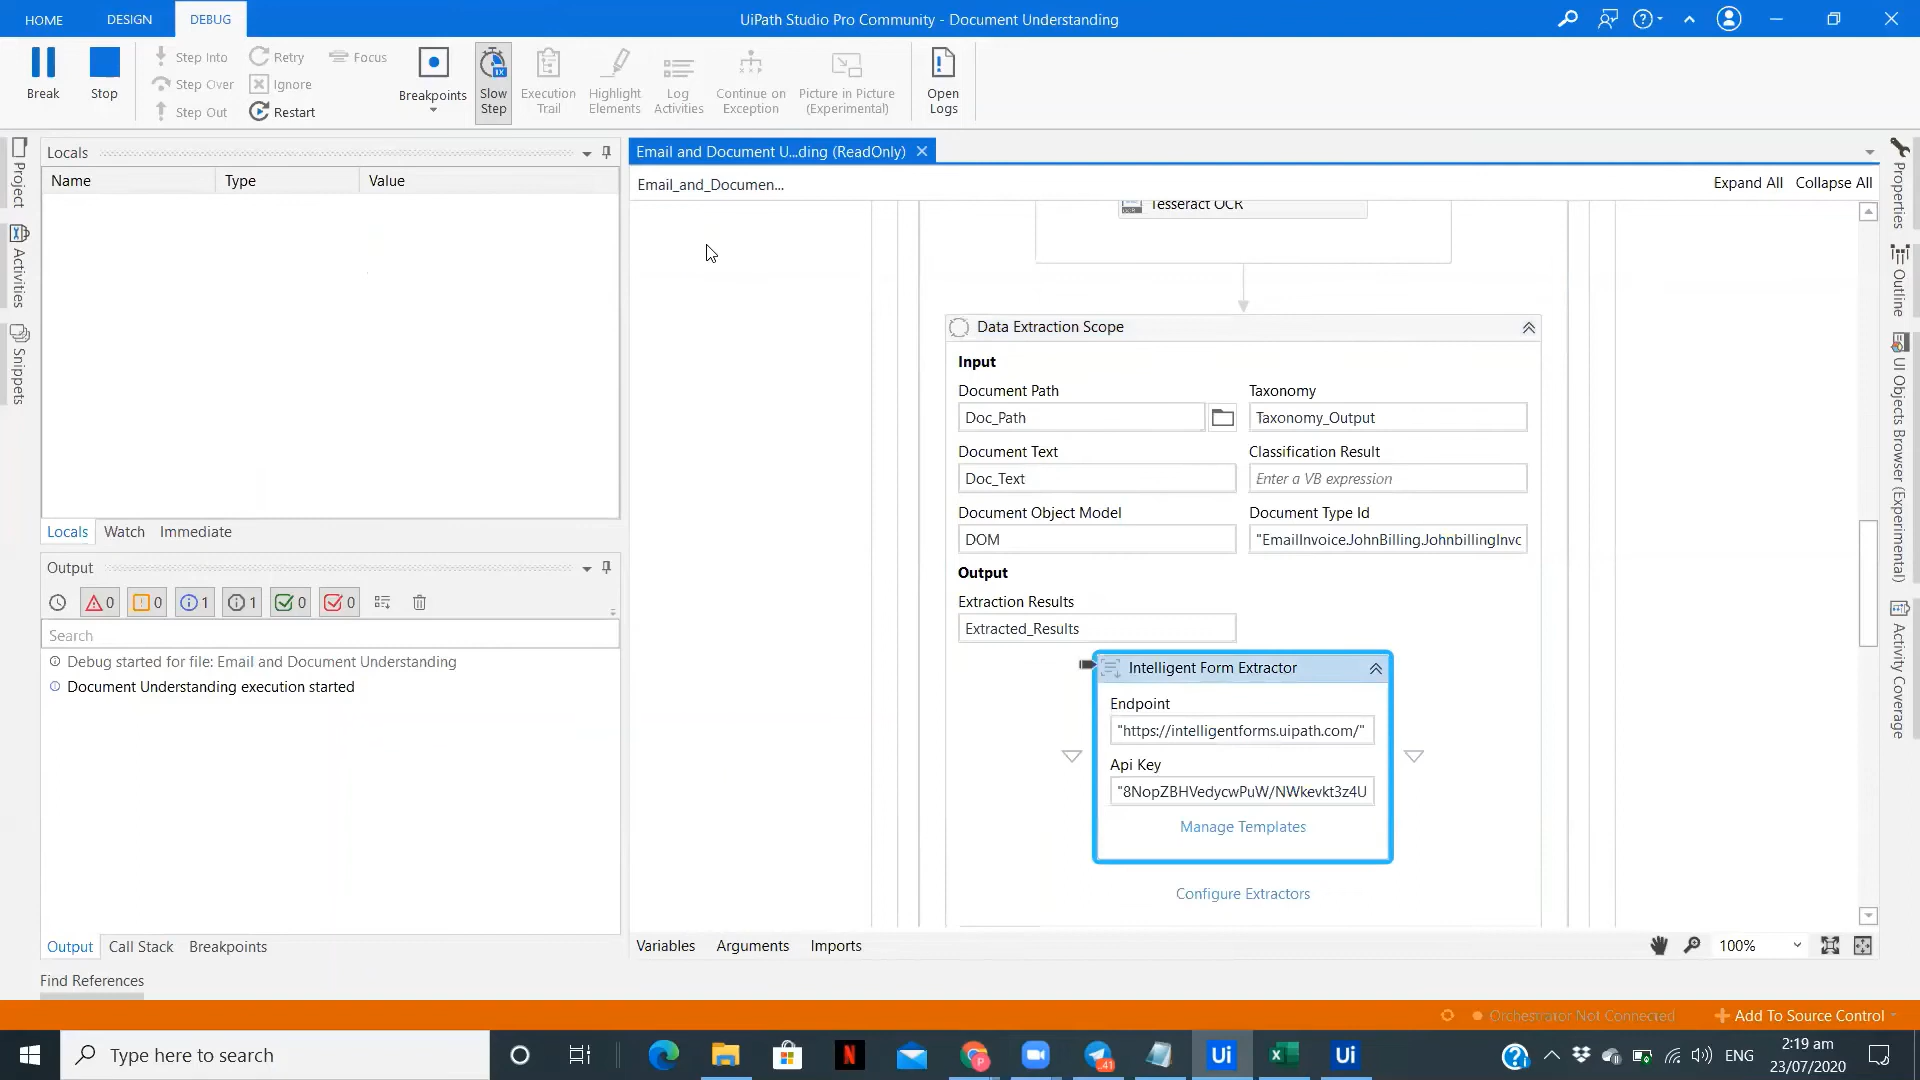 HOME
DESIGN
DEBUG
UiPath Studio Pro Community - Document Understanding
Break
Stop
Step Into
Step Over
Step Out
Retry
Ignore
Restart
Focus
Breakpoints
Slow
Step
Execution
Trail
Highlight
Elements
Log
Activities
Continue on
Exception
Picture in Picture
(Experimental)
Open
Logs
Project
Activities
Snippets
Locals
Name
Type
Value
Locals
Watch
Immediate
Output
0
0
1
1
0
0
Search
Debug started for file: Email and Document Understanding
Document Understanding execution started
Output
Call Stack
Breakpoints
Find References
Email and Document U...ding (ReadOnly)
Email_and_Documen...
Expand All
Collapse All
Tesseract OCR
Data Extraction Scope
Input
Document Path
Taxonomy
Doc_Path
Taxonomy_Output
Document Text
Classification Result
Doc_Text
Enter a VB expression
Document Object Model
Document Type Id
DOM
"EmailInvoice.JohnBilling.JohnbillingInvc
Output
Extraction Results
Extracted_Results
Intelligent Form Extractor
Endpoint
"https://intelligentforms.uipath.com/"
Api Key
"8NopZBHVedycwPuW/NWkevkt3z4U
Manage Templates
Configure Extractors
Variables
Arguments
Imports
100%
Properties
Outline
UI Objects Browser (Experimental)
Activity Coverage
Orchestrator Not Connected
Add To Source Control
Type here to search
41
ENG
2:19 am
23/07/2020